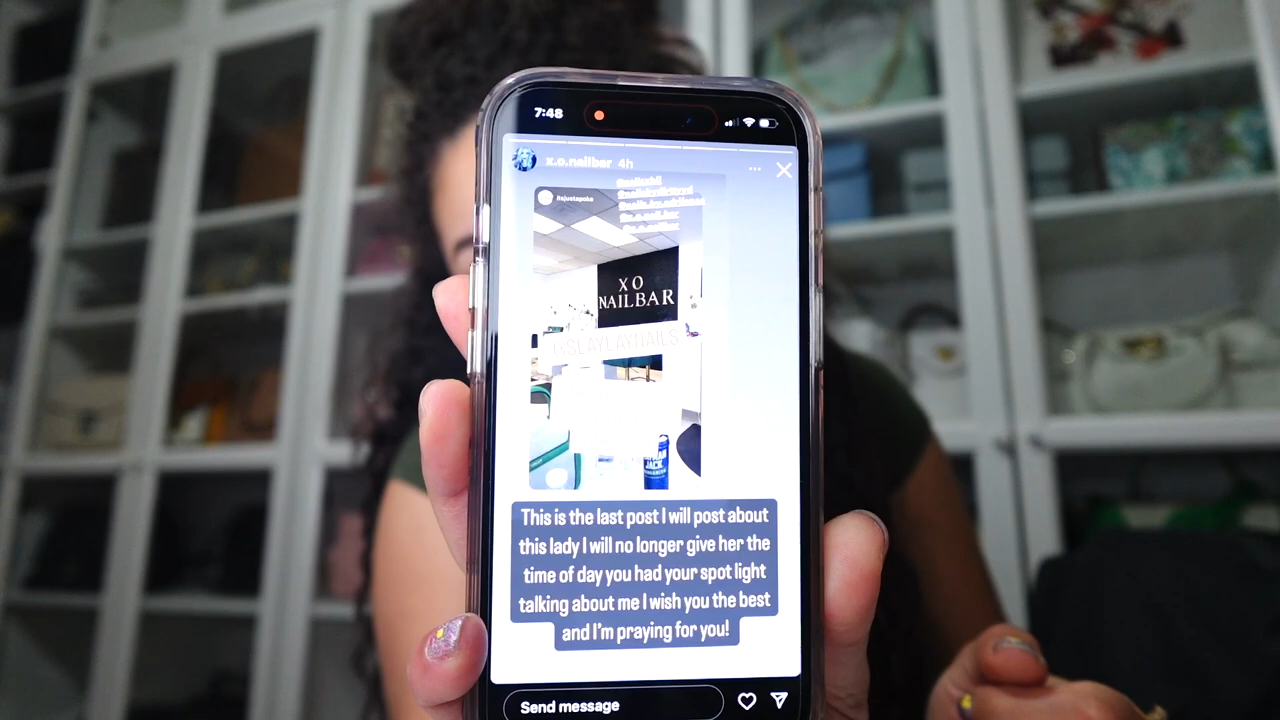 7:48
x.o.nailbar 4h
itsjustapoke
XO
NAILBAR
@SLAYLAYNAILS
This is the last post I will post about
this lady I will no longer give her the
time of day you had your spot light
talking about me I wish you the best
and I'm praying for you!
Send message